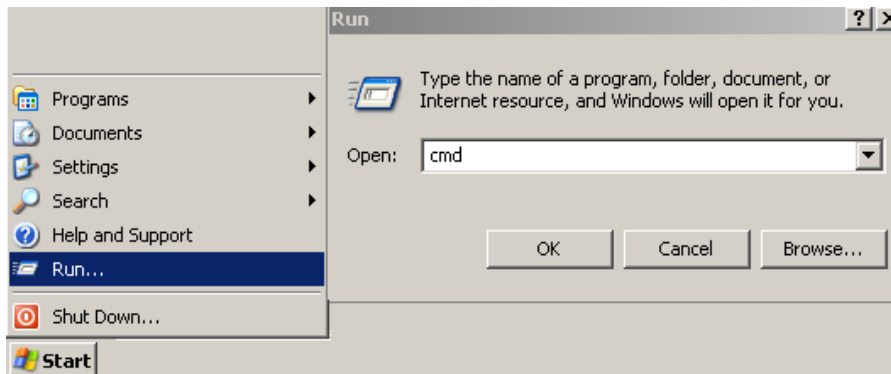 Programs
Documents
Settings
Search
Help and Support
Run...
Shut Down...
Start
Run
Type the name of a program, folder, document, or
Internet resource, and Windows will open it for you.
Open:
cmd
OK
Cancel
Browse...